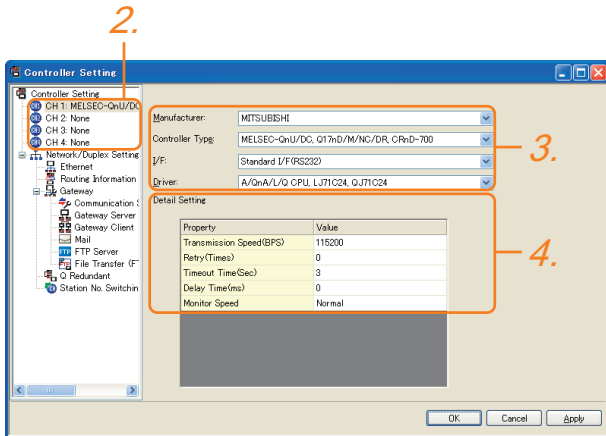 2.
Controller Setting
Controller Setting
CH 1: MELSEC-QnU/DC
CH 2: None
CH 3: None
CH 4: None
Network/Duplex Setting
Ethernet
Routing Information
Gateway
Communication S
Gateway Server
Gateway Client
Mail
FTP Server
File Transfer (FT
Q Redundant
Station No. Switchin
Manufacturer: MITSUBISHI
Controller Type: MELSEC-QnU/DC, Q17nD/M/NC/DR, CRnD-700
I/F: Standard I/F(RS232)
Driver: A/QnA/L/Q CPU, LJ71C24, QJ71C24
3.
Detail Setting
Property Value
Transmission Speed(BPS) 115200
Retry(Times) 0
Timeout Time(Sec) 3
Delay Time(ms) 0
Monitor Speed Normal
4.
OK Cancel Apply